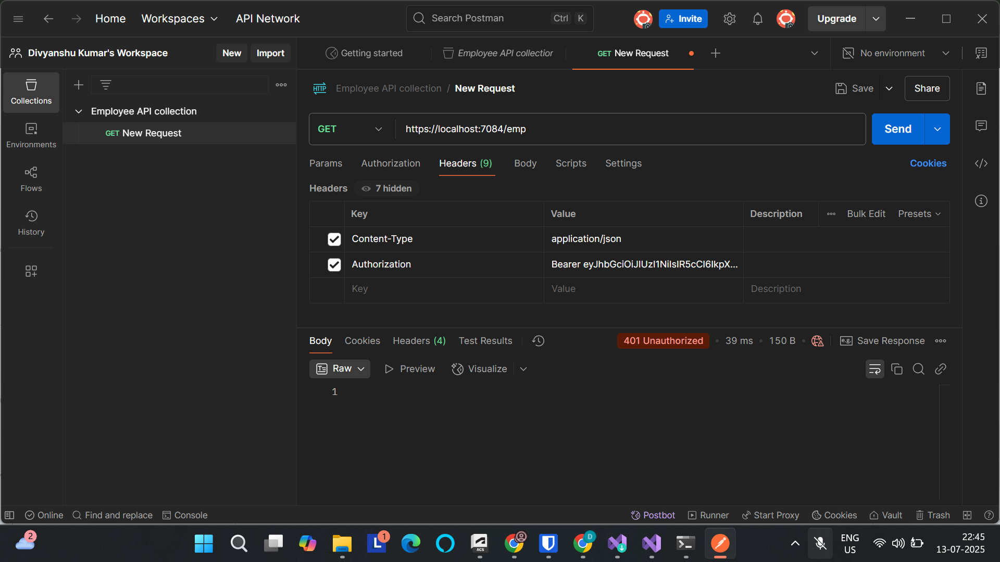 Home
Workspaces
API Network
Search Postman
Ctrl K
Invite
Upgrade
Divyanshu Kumar's Workspace
New
Import
Getting started
Employee API collection
GET New Request
No environment
Collections
Environments
Flows
History
Employee API collection
GET New Request
HTTP
Employee API collection / New Request
Save
Share
GET
https://localhost:7084/emp
Send
Params
Authorization
Headers (9)
Body
Scripts
Settings
Cookies
Headers
7 hidden
Key
Value
Description
Bulk Edit
Presets
Content-Type
application/json
Authorization
Bearer eyJhbGciOiJIUzI1NiIsIR5cCI6IkpX...
Key
Value
Description
Body
Cookies
Headers (4)
Test Results
401 Unauthorized
39 ms
150 B
e.g.
Save Response
Raw
Preview
Visualize
1
Online
Find and replace
Console
Postbot
Runner
Start Proxy
Cookies
Vault
Trash
2
L
1
ACS
D
ENG
US
22:45
13-07-2025